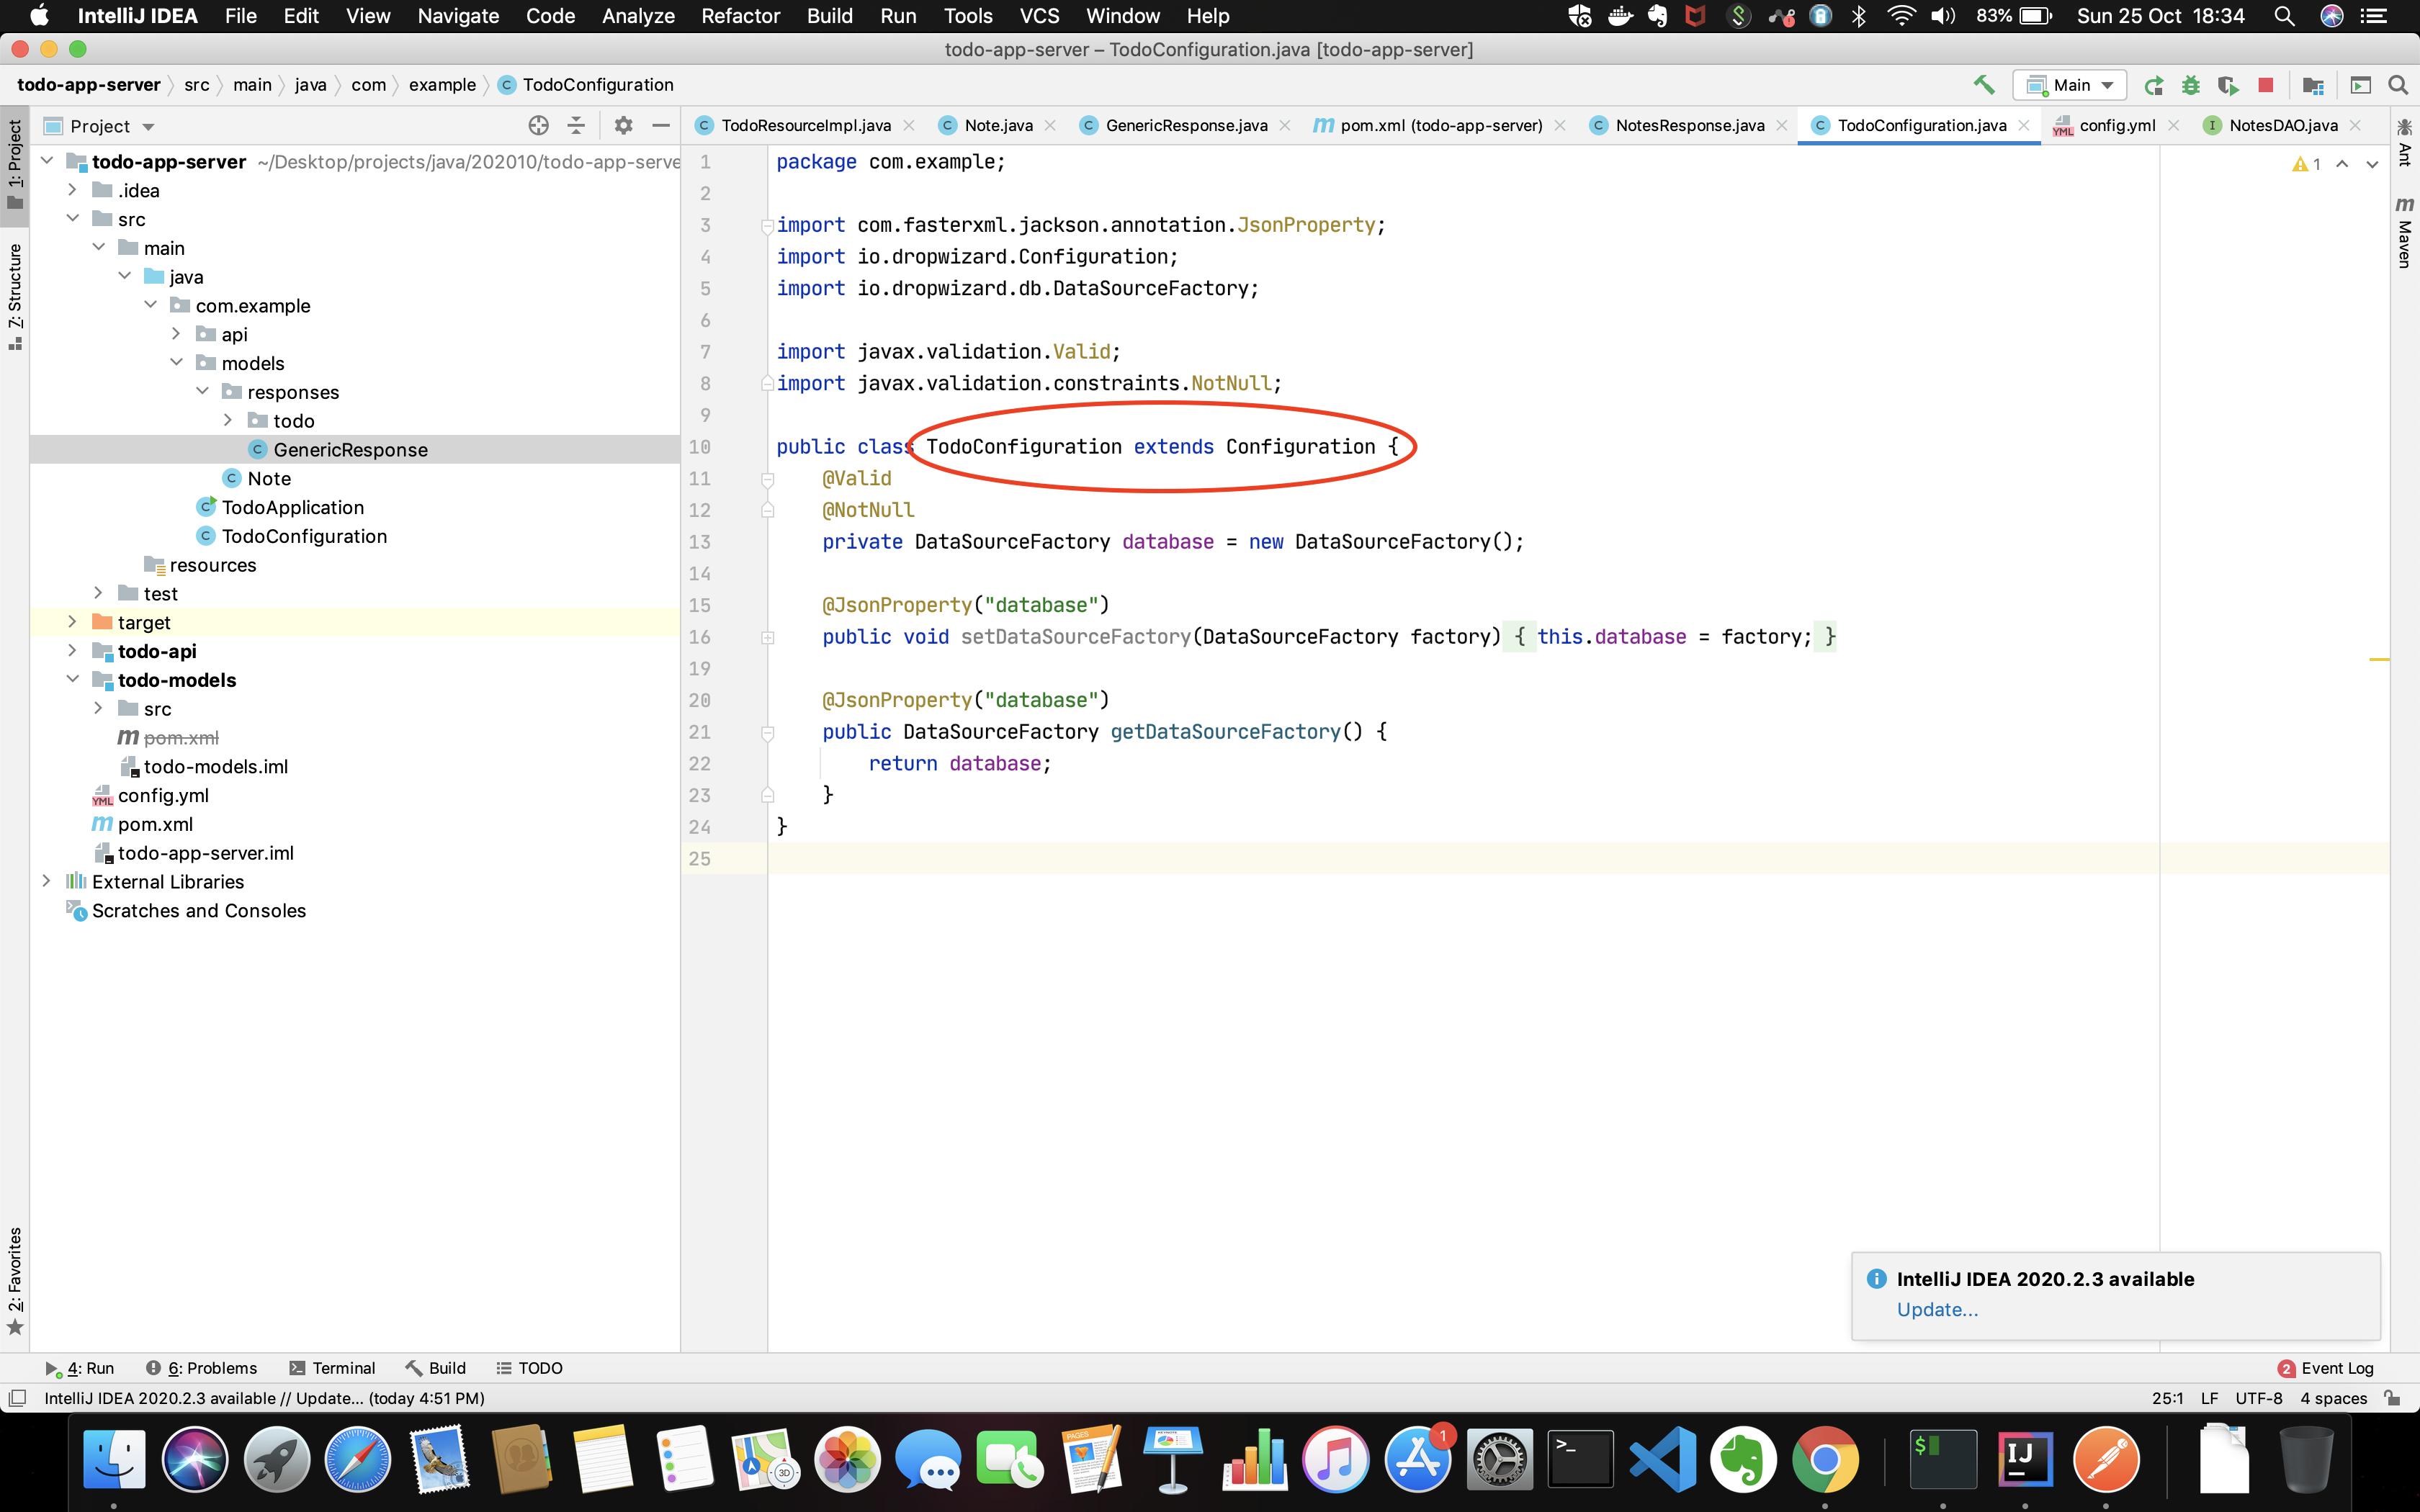 IntelliJ IDEA File Edit View Navigate Code Analyze Refactor Build Run Tools VCS Window Help 83% Sun 25 Oct 18:34
todo-app-server – TodoConfiguration.java [todo-app-server]
todo-app-server src main java com example TodoConfiguration Main
1: Project
7: Structure
2: Favorites
Project
todo-app-server ~/Desktop/projects/java/202010/todo-app-serve
.idea
src
main
java
com.example
api
models
responses
todo
GenericResponse
Note
TodoApplication
TodoConfiguration
resources
test
target
todo-api
todo-models
src
pom.xml
todo-models.iml
config.yml
pom.xml
todo-app-server.iml
External Libraries
Scratches and Consoles
TodoResourceImpl.java Note.java GenericResponse.java pom.xml (todo-app-server) NotesResponse.java TodoConfiguration.java config.yml NotesDAO.java
1
1 package com.example;
2
3 import com.fasterxml.jackson.annotation.JsonProperty;
4 import io.dropwizard.Configuration;
5 import io.dropwizard.db.DataSourceFactory;
6
7 import javax.validation.Valid;
8 import javax.validation.constraints.NotNull;
9
10 public class TodoConfiguration extends Configuration {
11 @Valid
12 @NotNull
13 private DataSourceFactory database = new DataSourceFactory();
14
15 @JsonProperty("database")
16 public void setDataSourceFactory(DataSourceFactory factory) { this.database = factory; }
19
20 @JsonProperty("database")
21 public DataSourceFactory getDataSourceFactory() {
22 return database;
23 }
24 }
25
Ant
Maven
IntelliJ IDEA 2020.2.3 available
Update...
4: Run 6: Problems Terminal Build TODO 2 Event Log
IntelliJ IDEA 2020.2.3 available // Update... (today 4:51 PM) 25:1 LF UTF-8 4 spaces
PAGES
3D
1
IJ